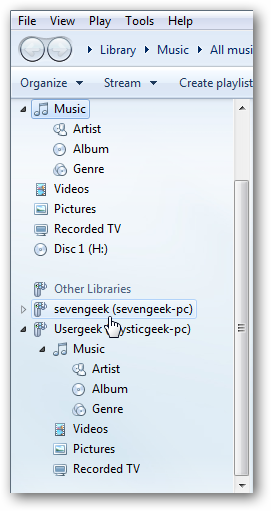 File View Play Tools Help
Library Music All musi
Organize Stream Create playlist
Music
Artist
Album
Genre
Videos
Pictures
Recorded TV
Disc 1 (H:)
Other Libraries
sevengeek (sevengeek-pc)
Usergeek ysticgeek-pc)
Music
Artist
Album
Genre
Videos
Pictures
Recorded TV